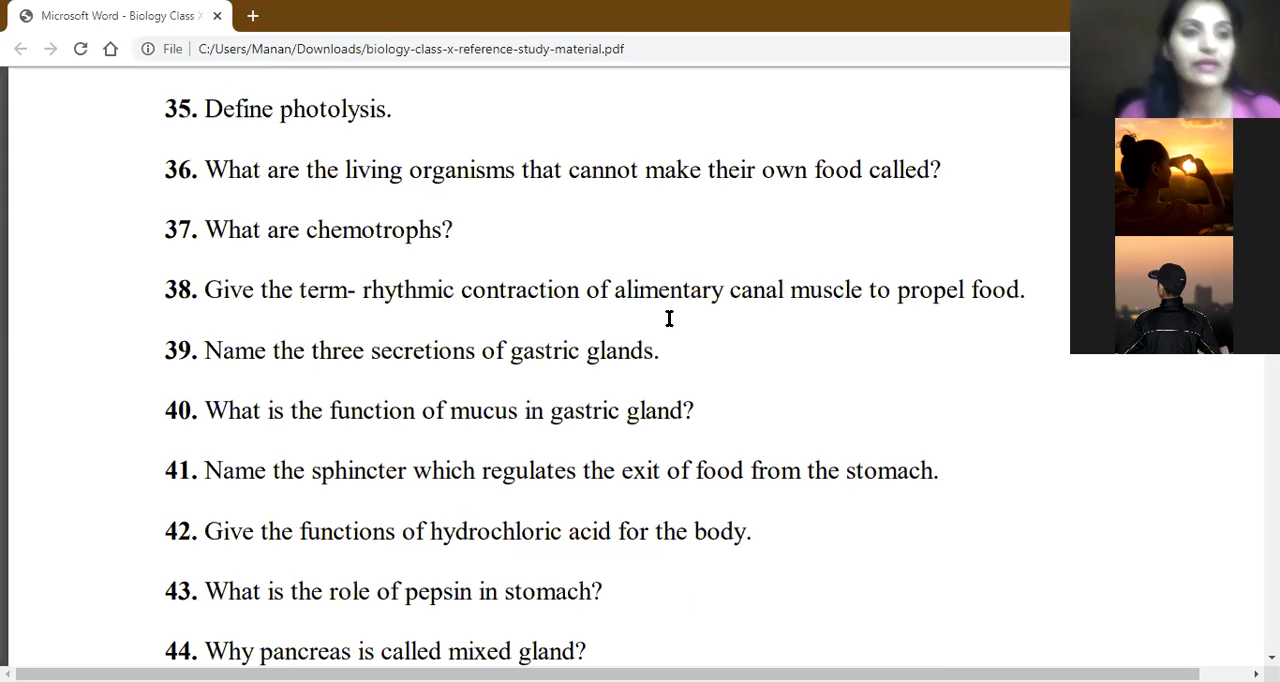 Microsoft Word - Biology Class X
File C:/Users/Manan/Downloads/biology-class-x-reference-study-material.pdf
35. Define photolysis.
36. What are the living organisms that cannot make their own food called?
37. What are chemotrophs?
38. Give the term- rhythmic contraction of alimentary canal muscle to propel food.
39. Name the three secretions of gastric glands.
40. What is the function of mucus in gastric gland?
41. Name the sphincter which regulates the exit of food from the stomach.
42. Give the functions of hydrochloric acid for the body.
43. What is the role of pepsin in stomach?
44. Why pancreas is called mixed gland?